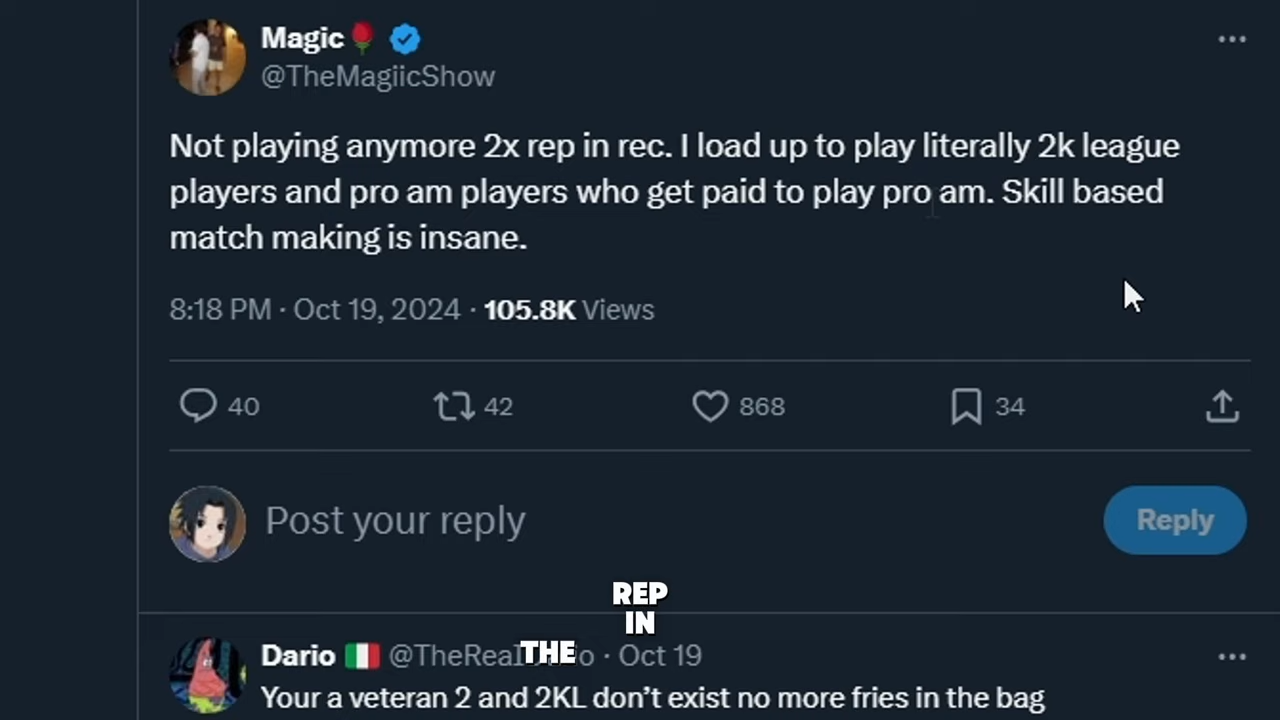 Magic🌹
@TheMagiicShow
Not playing anymore 2x rep in rec. I load up to play literally 2k league
players and pro am players who get paid to play pro am. Skill based
match making is insane.
8:18 PM · Oct 19, 2024 · 105.8K Views
40 42 868 34
Post your reply
Reply
REP
IN
THE
Dario 🇮🇹 · Oct 19
Your a veteran 2 and 2KL don't exist no more fries in the bag